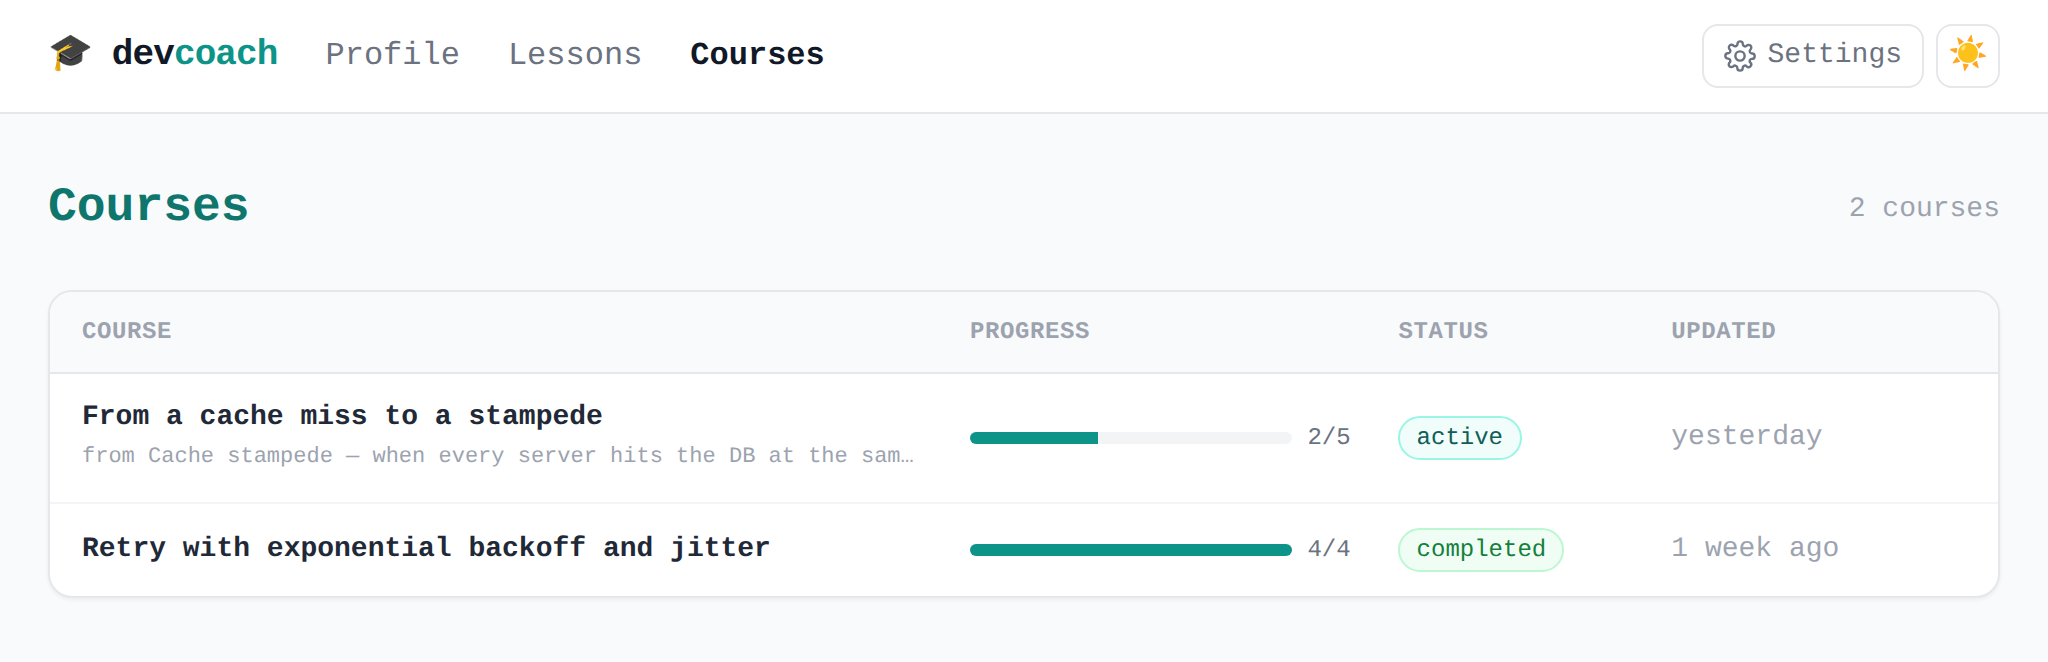 devcoach Profile Lessons Courses Settings
Courses 2 courses
COURSE PROGRESS STATUS UPDATED
From a cache miss to a stampede
from Cache stampede — when every server hits the DB at the sam…
2/5 active yesterday
Retry with exponential backoff and jitter 4/4 completed 1 week ago